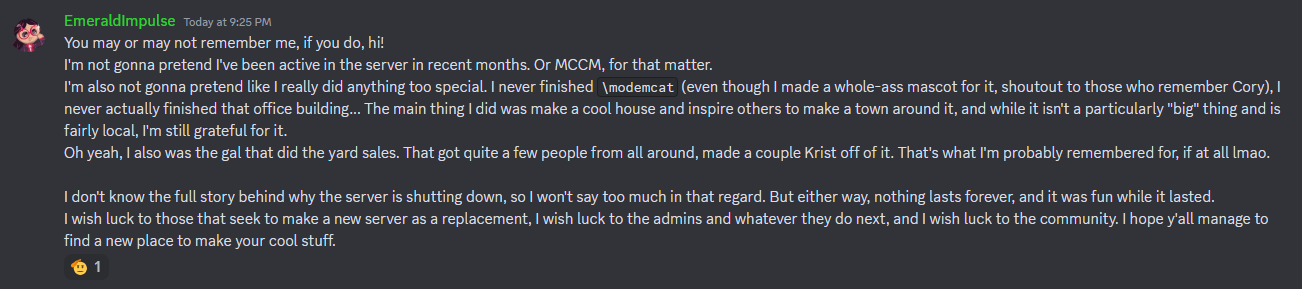 EmeraldImpulse Today at 9:25 PM
You may or may not remember me, if you do, hi!
I'm not gonna pretend I've been active in the server in recent months. Or MCCM, for that matter.
I'm also not gonna pretend like I really did anything too special. I never finished \modemcat (even though I made a whole-ass mascot for it, shoutout to those who remember Cory), I
never actually finished that office building... The main thing I did was make a cool house and inspire others to make a town around it, and while it isn't a particularly "big" thing and is
fairly local, I'm still grateful for it.
Oh yeah, I also was the gal that did the yard sales. That got quite a few people from all around, made a couple Krist off of it. That's what I'm probably remembered for, if at all lmao.
I don't know the full story behind why the server is shutting down, so I won't say too much in that regard. But either way, nothing lasts forever, and it was fun while it lasted.
I wish luck to those that seek to make a new server as a replacement, I wish luck to the admins and whatever they do next, and I wish luck to the community. I hope y'all manage to
find a new place to make your cool stuff.
1